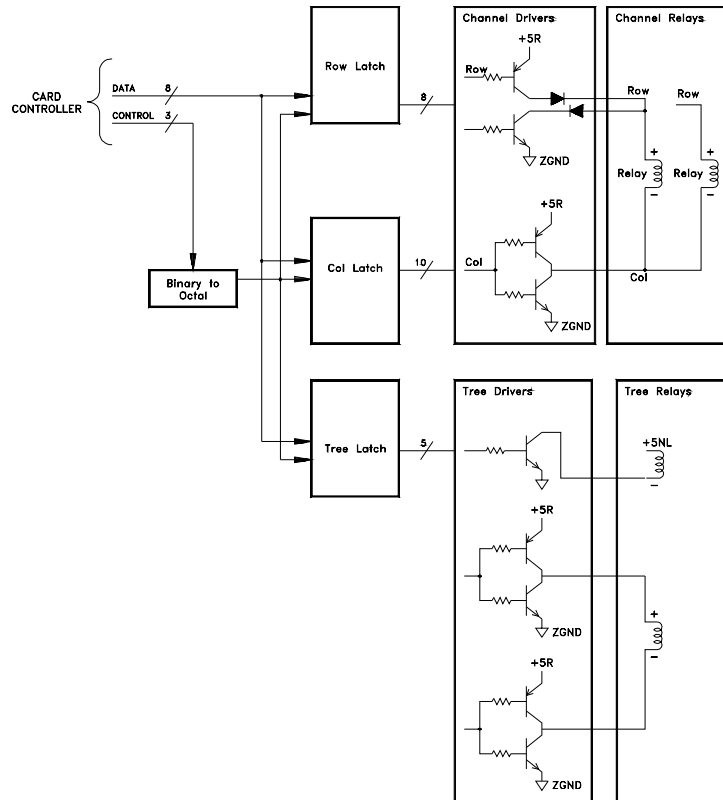 Channel Drivers
Channel Relays
+5R
Row Latch
Row
CARD
CONTROLLER
DATA
8
CONTROL
3
8
Row
Row
ZGND
+
+
Relay
Relay
−
−
+5R
Binary to
Octal
Col Latch
10
Col
Col
ZGND
Tree Drivers
Tree Relays
Tree Latch
5
+5NL
−
+5R
ZGND
+
−
+5R
ZGND